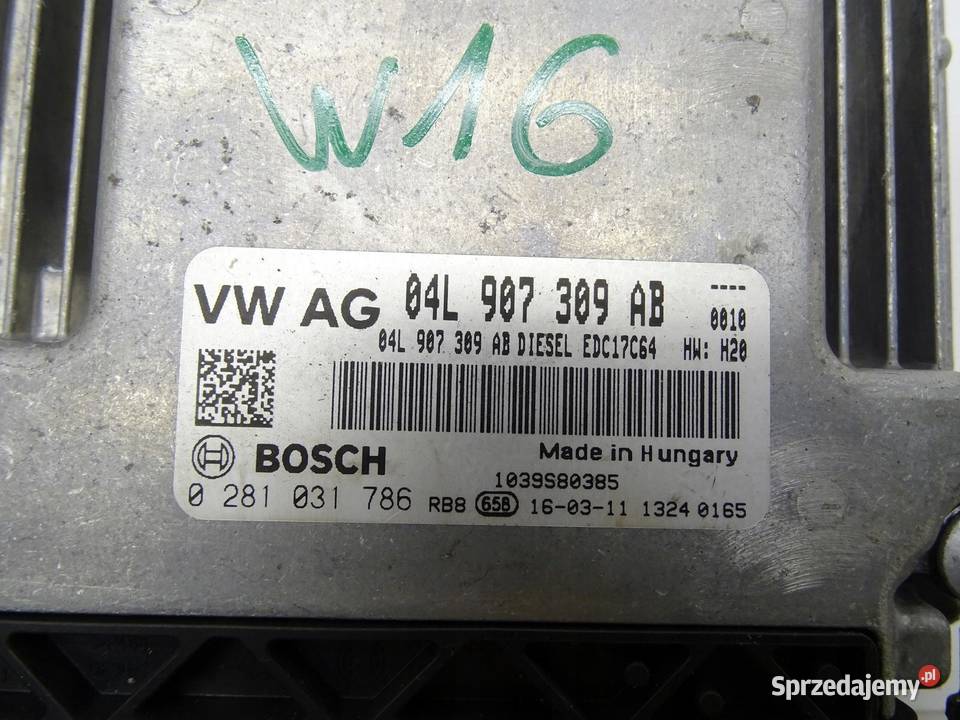 W16
VW AG 04L 907 309 AB ----
0010
04L 907 309 AB DIESEL EDC17C64 HW: H20
BOSCH Made in Hungary
1039S80385
0 281 031 786 RB8 65B 16-03-11 1324 0165
Sprzedajemy.pl